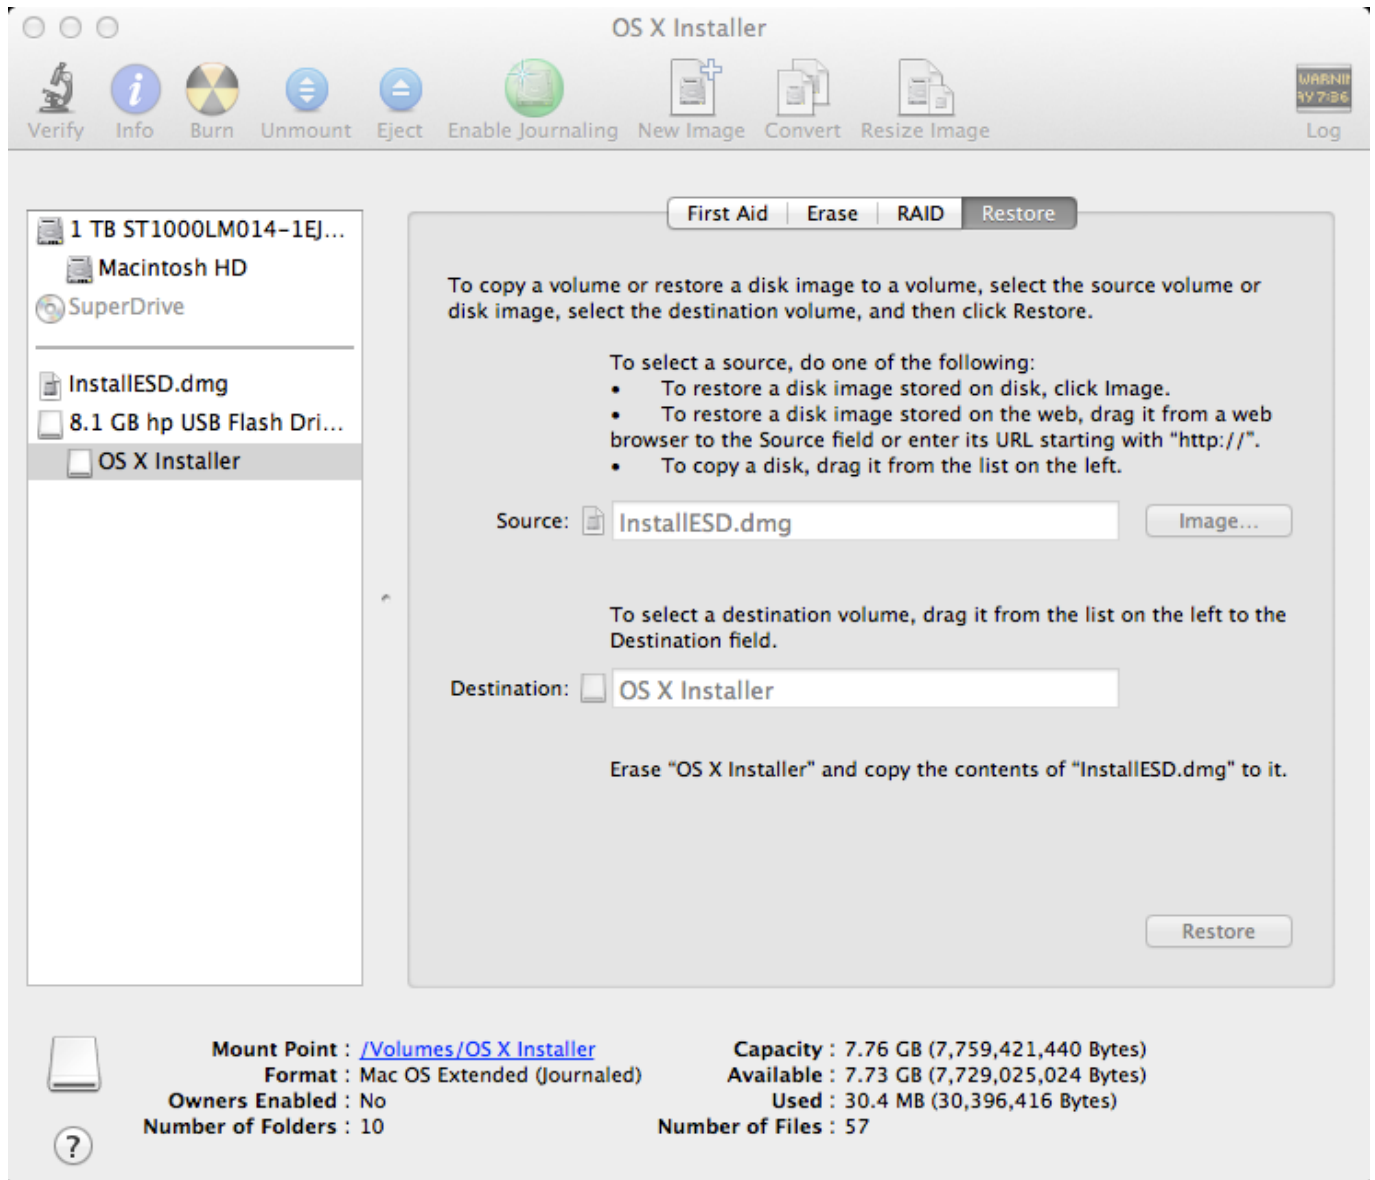 OS X Installer
Verify Info Burn Unmount Eject Enable Journaling New Image Convert Resize Image Log
WARNIN
AY 7:36
1 TB ST1000LM014-1EJ...
Macintosh HD
SuperDrive
InstallESD.dmg
8.1 GB hp USB Flash Dri...
OS X Installer
First Aid Erase RAID Restore
To copy a volume or restore a disk image to a volume, select the source volume or
disk image, select the destination volume, and then click Restore.
To select a source, do one of the following:
• To restore a disk image stored on disk, click Image.
• To restore a disk image stored on the web, drag it from a web
browser to the Source field or enter its URL starting with “http://”.
• To copy a disk, drag it from the list on the left.
Source: InstallESD.dmg Image...
To select a destination volume, drag it from the list on the left to the
Destination field.
Destination: OS X Installer
Erase “OS X Installer” and copy the contents of “InstallESD.dmg” to it.
Restore
Mount Point : /Volumes/OS X Installer Capacity : 7.76 GB (7,759,421,440 Bytes)
Format : Mac OS Extended (Journaled) Available : 7.73 GB (7,729,025,024 Bytes)
Owners Enabled : No Used : 30.4 MB (30,396,416 Bytes)
Number of Folders : 10 Number of Files : 57
?